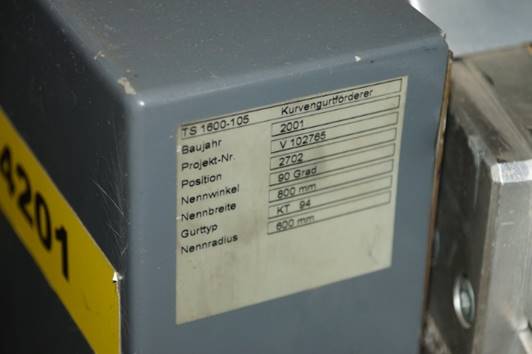 TS 1600-105 Kurvengurtförderer
Baujahr 2001
Projekt-Nr. V 102765
Position 2702
Nennwinkel 90 Grad
Nennbreite 800 mm
Gurttyp KT 94
Nennradius 600 mm
4201